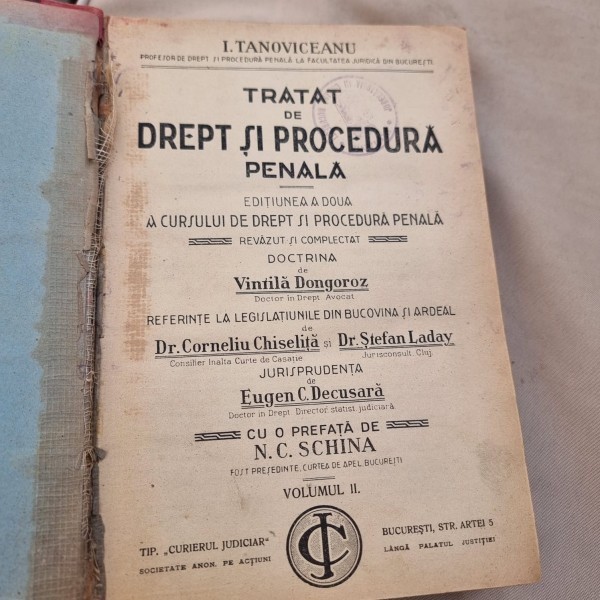 I. TANOVICEANU
PROFESOR DE DREPT ȘI PROCEDURĂ PENALĂ LA FACULTATEA JURIDICĂ DIN BUCUREȘTI
TRATAT
DE
DREPT ȘI PROCEDURĂ
PENALĂ
EDIȚIUNEA A DOUA
A CURSULUI DE DREPT ȘI PROCEDURĂ PENALĂ
REVĂZUT ȘI COMPLECTAT
DOCTRINA
de
Vintilă Dongoroz
Doctor în Drept. Avocat
REFERINȚE LA LEGISLAȚIUNILE DIN BUCOVINA ȘI ARDEAL
de
Dr. Corneliu Chiseliță și Dr. Ștefan Laday
Consilier Inalta Curte de Casație Jurisconsult. Cluj.
JURISPRUDENȚA
de
Eugen C. Decusară
Doctor în Drept. Director statist. judiciară
CU O PREFAȚĂ DE
N. C. SCHINA
FOST PREȘEDINTE, CURTEA DE APEL, BUCUREȘTI
VOLUMUL II.
TIP. „CURIERUL JUDICIAR" CJ BUCUREȘTI, STR. ARTEI 5
SOCIETATE ANON. PE ACȚIUNI LÂNGĂ PALATUL JUSTIȚIEI